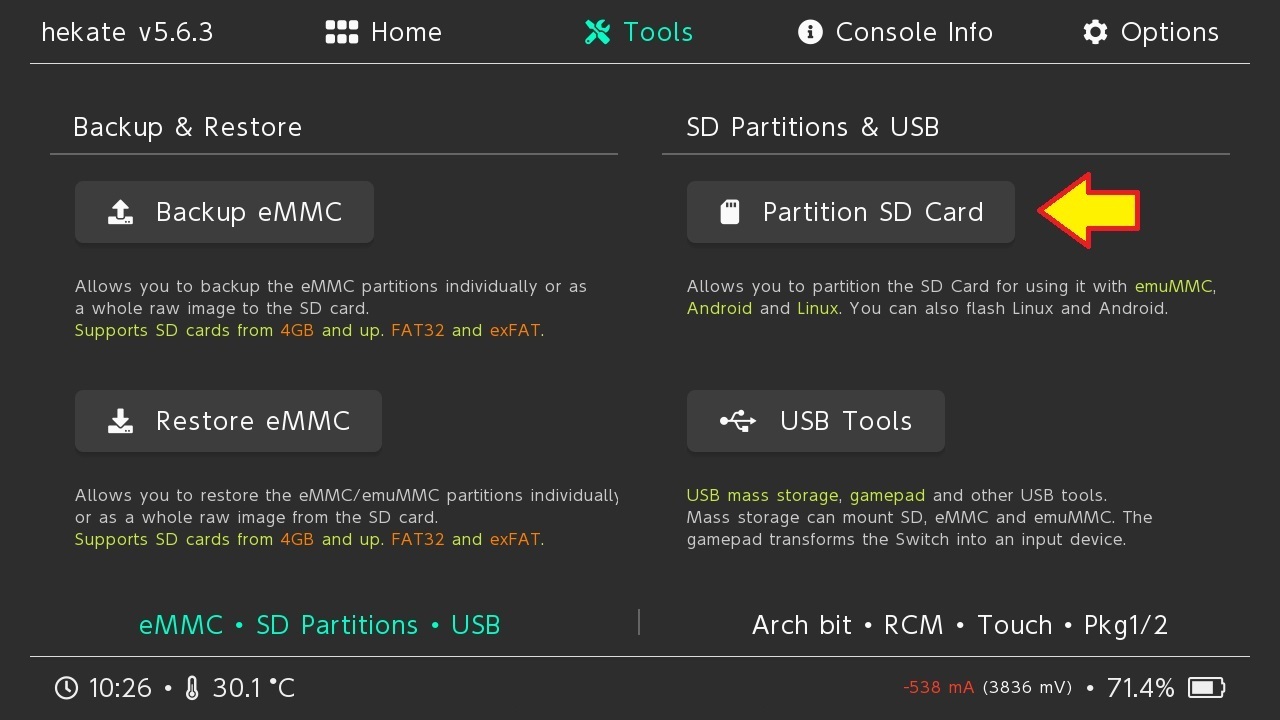 hekate v5.6.3
Home
Tools
Console Info
Options
Backup & Restore
Backup eMMC
Allows you to backup the eMMC partitions individually or as
a whole raw image to the SD card.
Supports SD cards from 4GB and up. FAT32 and exFAT.
Restore eMMC
Allows you to restore the eMMC/emuMMC partitions individually
or as a whole raw image from the SD card.
Supports SD cards from 4GB and up. FAT32 and exFAT.
SD Partitions & USB
Partition SD Card
Allows you to partition the SD Card for using it with emuMMC,
Android and Linux. You can also flash Linux and Android.
USB Tools
USB mass storage, gamepad and other USB tools.
Mass storage can mount SD, eMMC and emuMMC. The
gamepad transforms the Switch into an input device.
eMMC • SD Partitions • USB
Arch bit • RCM • Touch • Pkg1/2
10:26 • 30.1 °C
-538 mA (3836 mV) • 71.4%